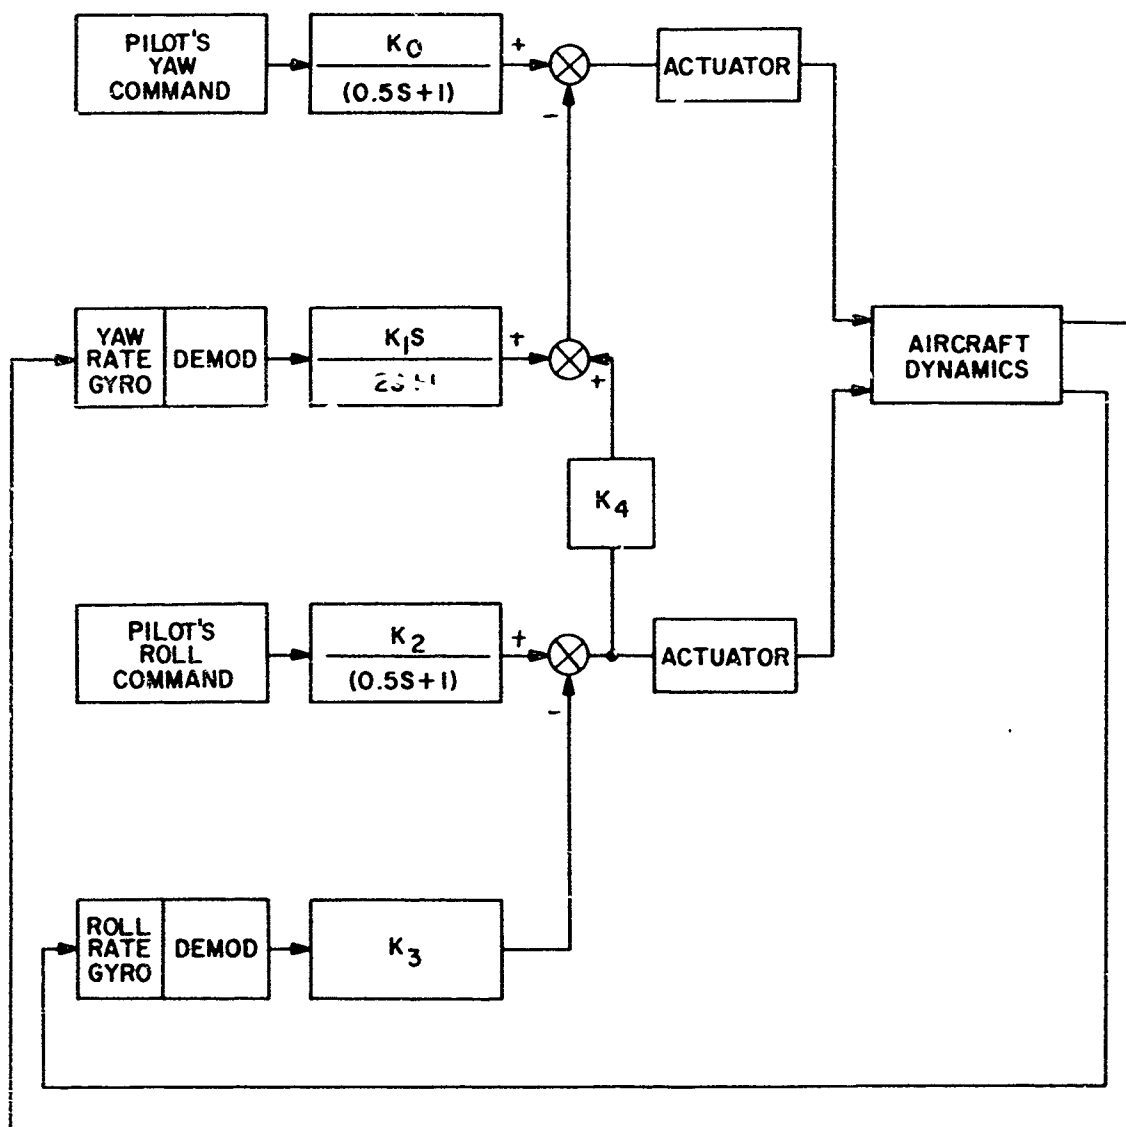 PILOT'S
YAW
COMMAND
K0
(0.5S+1)
+
-
ACTUATOR
YAW
RATE
GYRO
DEMOD
K1S
+
+
AIRCRAFT
DYNAMICS
K4
PILOT'S
ROLL
COMMAND
K2
(0.5S+1)
+
-
ACTUATOR
ROLL
RATE
GYRO
DEMOD
K3